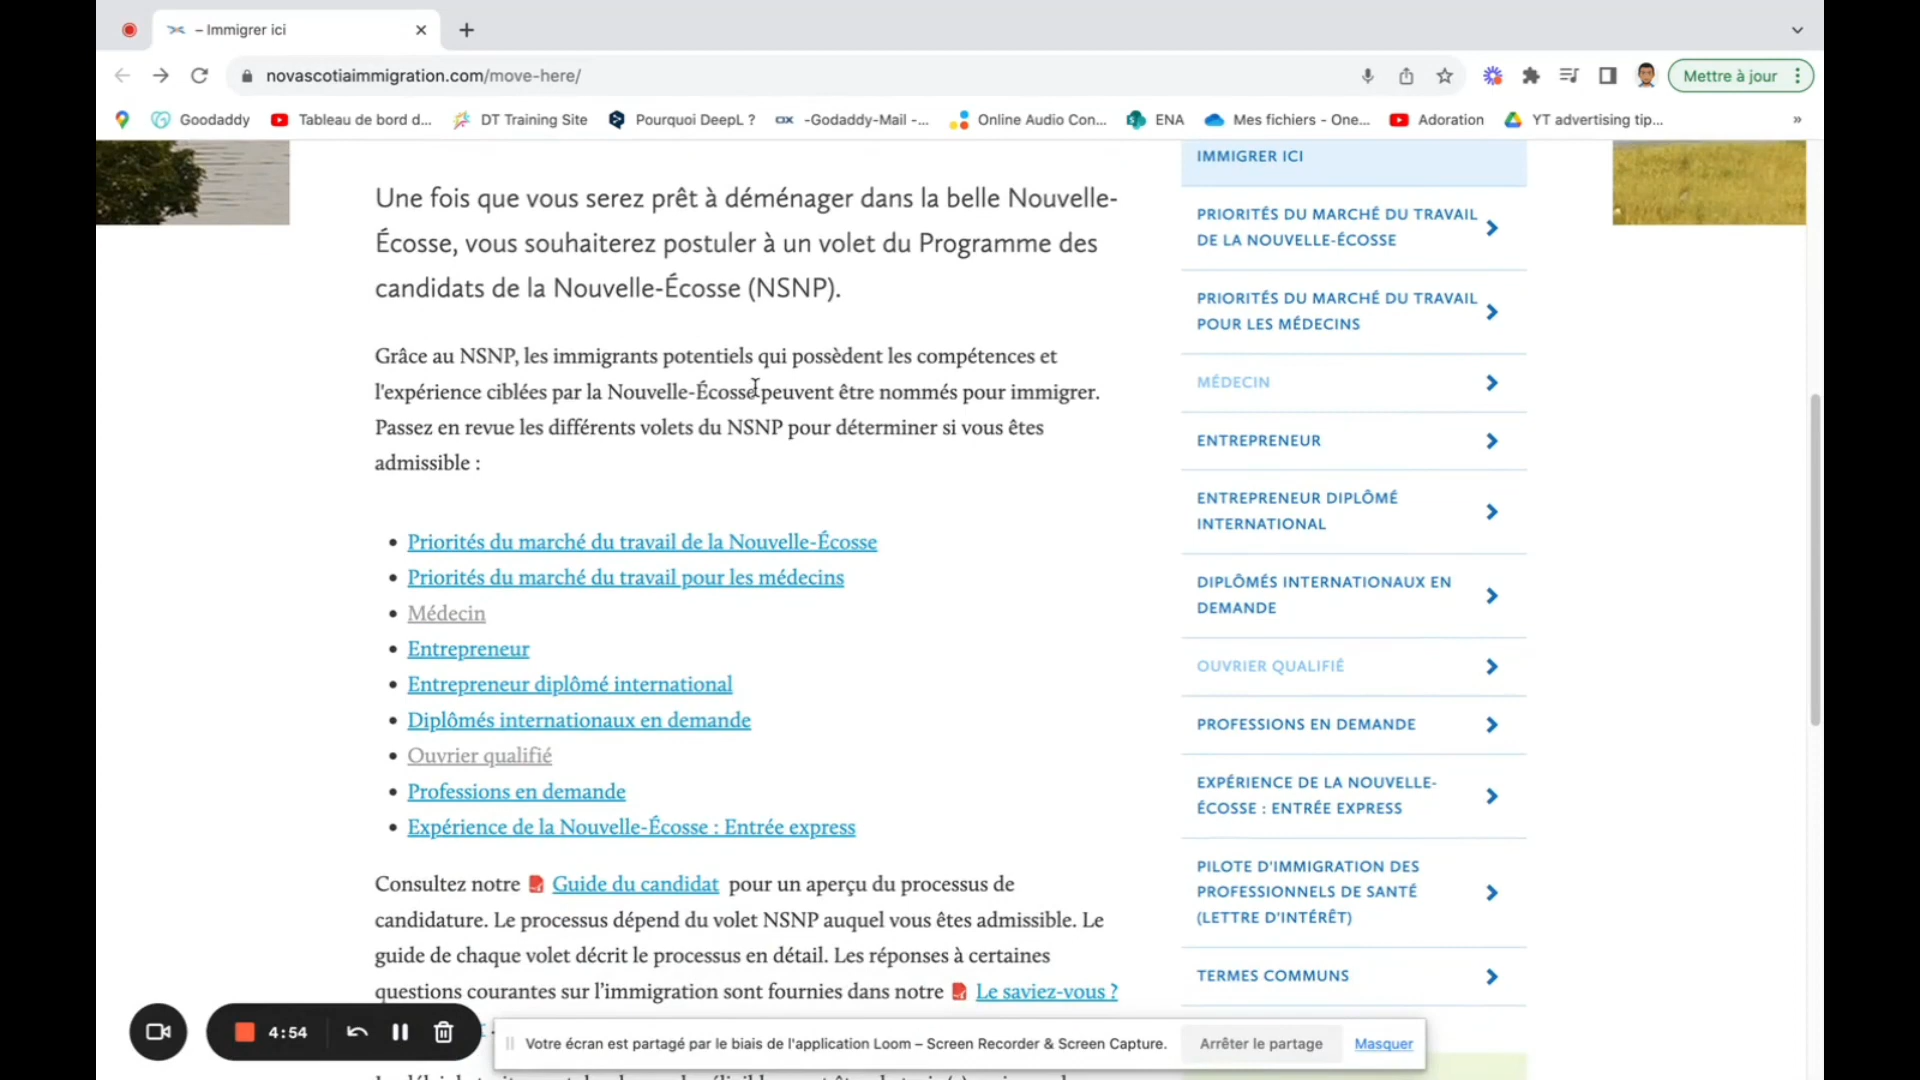 – Immigrer ici
novascotiaimmigration.com/move-here/
Mettre à jour
Goodaddy
Tableau de bord d...
DT Training Site
Pourquoi DeepL ?
-Godaddy-Mail -...
Online Audio Con...
ENA
Mes fichiers - One...
Adoration
YT advertising tip...
»
Une fois que vous serez prêt à déménager dans la belle Nouvelle-
Écosse, vous souhaiterez postuler à un volet du Programme des
candidats de la Nouvelle-Écosse (NSNP).
Grâce au NSNP, les immigrants potentiels qui possèdent les compétences et
l'expérience ciblées par la Nouvelle-Écosse peuvent être nommés pour immigrer.
Passez en revue les différents volets du NSNP pour déterminer si vous êtes
admissible :
• Priorités du marché du travail de la Nouvelle-Écosse
• Priorités du marché du travail pour les médecins
• Médecin
• Entrepreneur
• Entrepreneur diplômé international
• Diplômés internationaux en demande
• Ouvrier qualifié
• Professions en demande
• Expérience de la Nouvelle-Écosse : Entrée express
Consultez notre Guide du candidat pour un aperçu du processus de
candidature. Le processus dépend du volet NSNP auquel vous êtes admissible. Le
guide de chaque volet décrit le processus en détail. Les réponses à certaines
questions courantes sur l’immigration sont fournies dans notre Le saviez-vous ?
IMMIGRER ICI
PRIORITÉS DU MARCHÉ DU TRAVAIL
DE LA NOUVELLE-ÉCOSSE
PRIORITÉS DU MARCHÉ DU TRAVAIL
POUR LES MÉDECINS
MÉDECIN
ENTREPRENEUR
ENTREPRENEUR DIPLÔMÉ
INTERNATIONAL
DIPLÔMÉS INTERNATIONAUX EN
DEMANDE
OUVRIER QUALIFIÉ
PROFESSIONS EN DEMANDE
EXPÉRIENCE DE LA NOUVELLE-
ÉCOSSE : ENTRÉE EXPRESS
PILOTE D'IMMIGRATION DES
PROFESSIONNELS DE SANTÉ
(LETTRE D'INTÉRÊT)
TERMES COMMUNS
4:54
Votre écran est partagé par le biais de l'application Loom – Screen Recorder & Screen Capture.
Arrêter le partage
Masquer